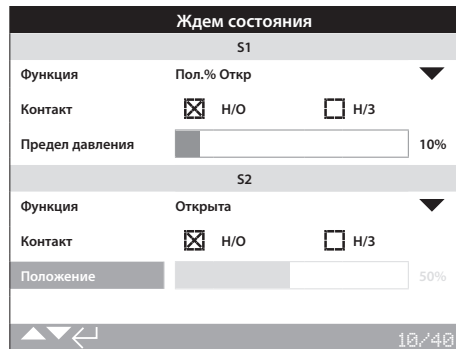 Ждем состояния
S1
Функция Пол.% Откр
Контакт Н/О Н/З
Предел давления 10%
S2
Функция Открыта
Контакт Н/О Н/З
Положение 50%
10/40